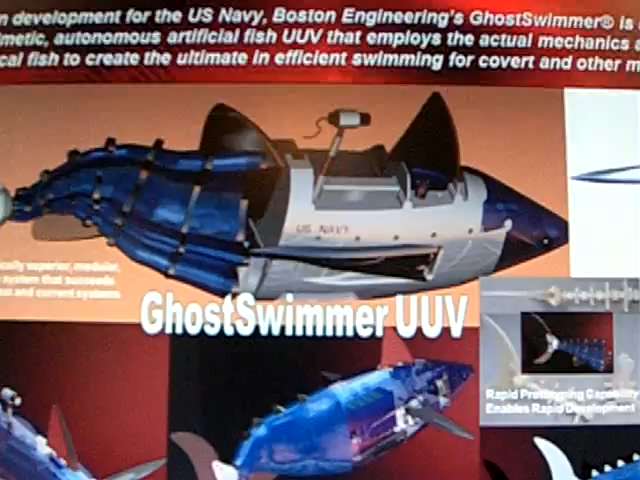 n development for the US Navy, Boston Engineering's GhostSwimmer® is
metic, autonomous artificial fish UUV that employs the actual mechanics
cal fish to create the ultimate in efficient swimming for covert and other m
US NAVY
cally superior, modular,
system that succeeds
and current systems
GhostSwimmer UUV
Rapid Prototyping Capability
Enables Rapid Development